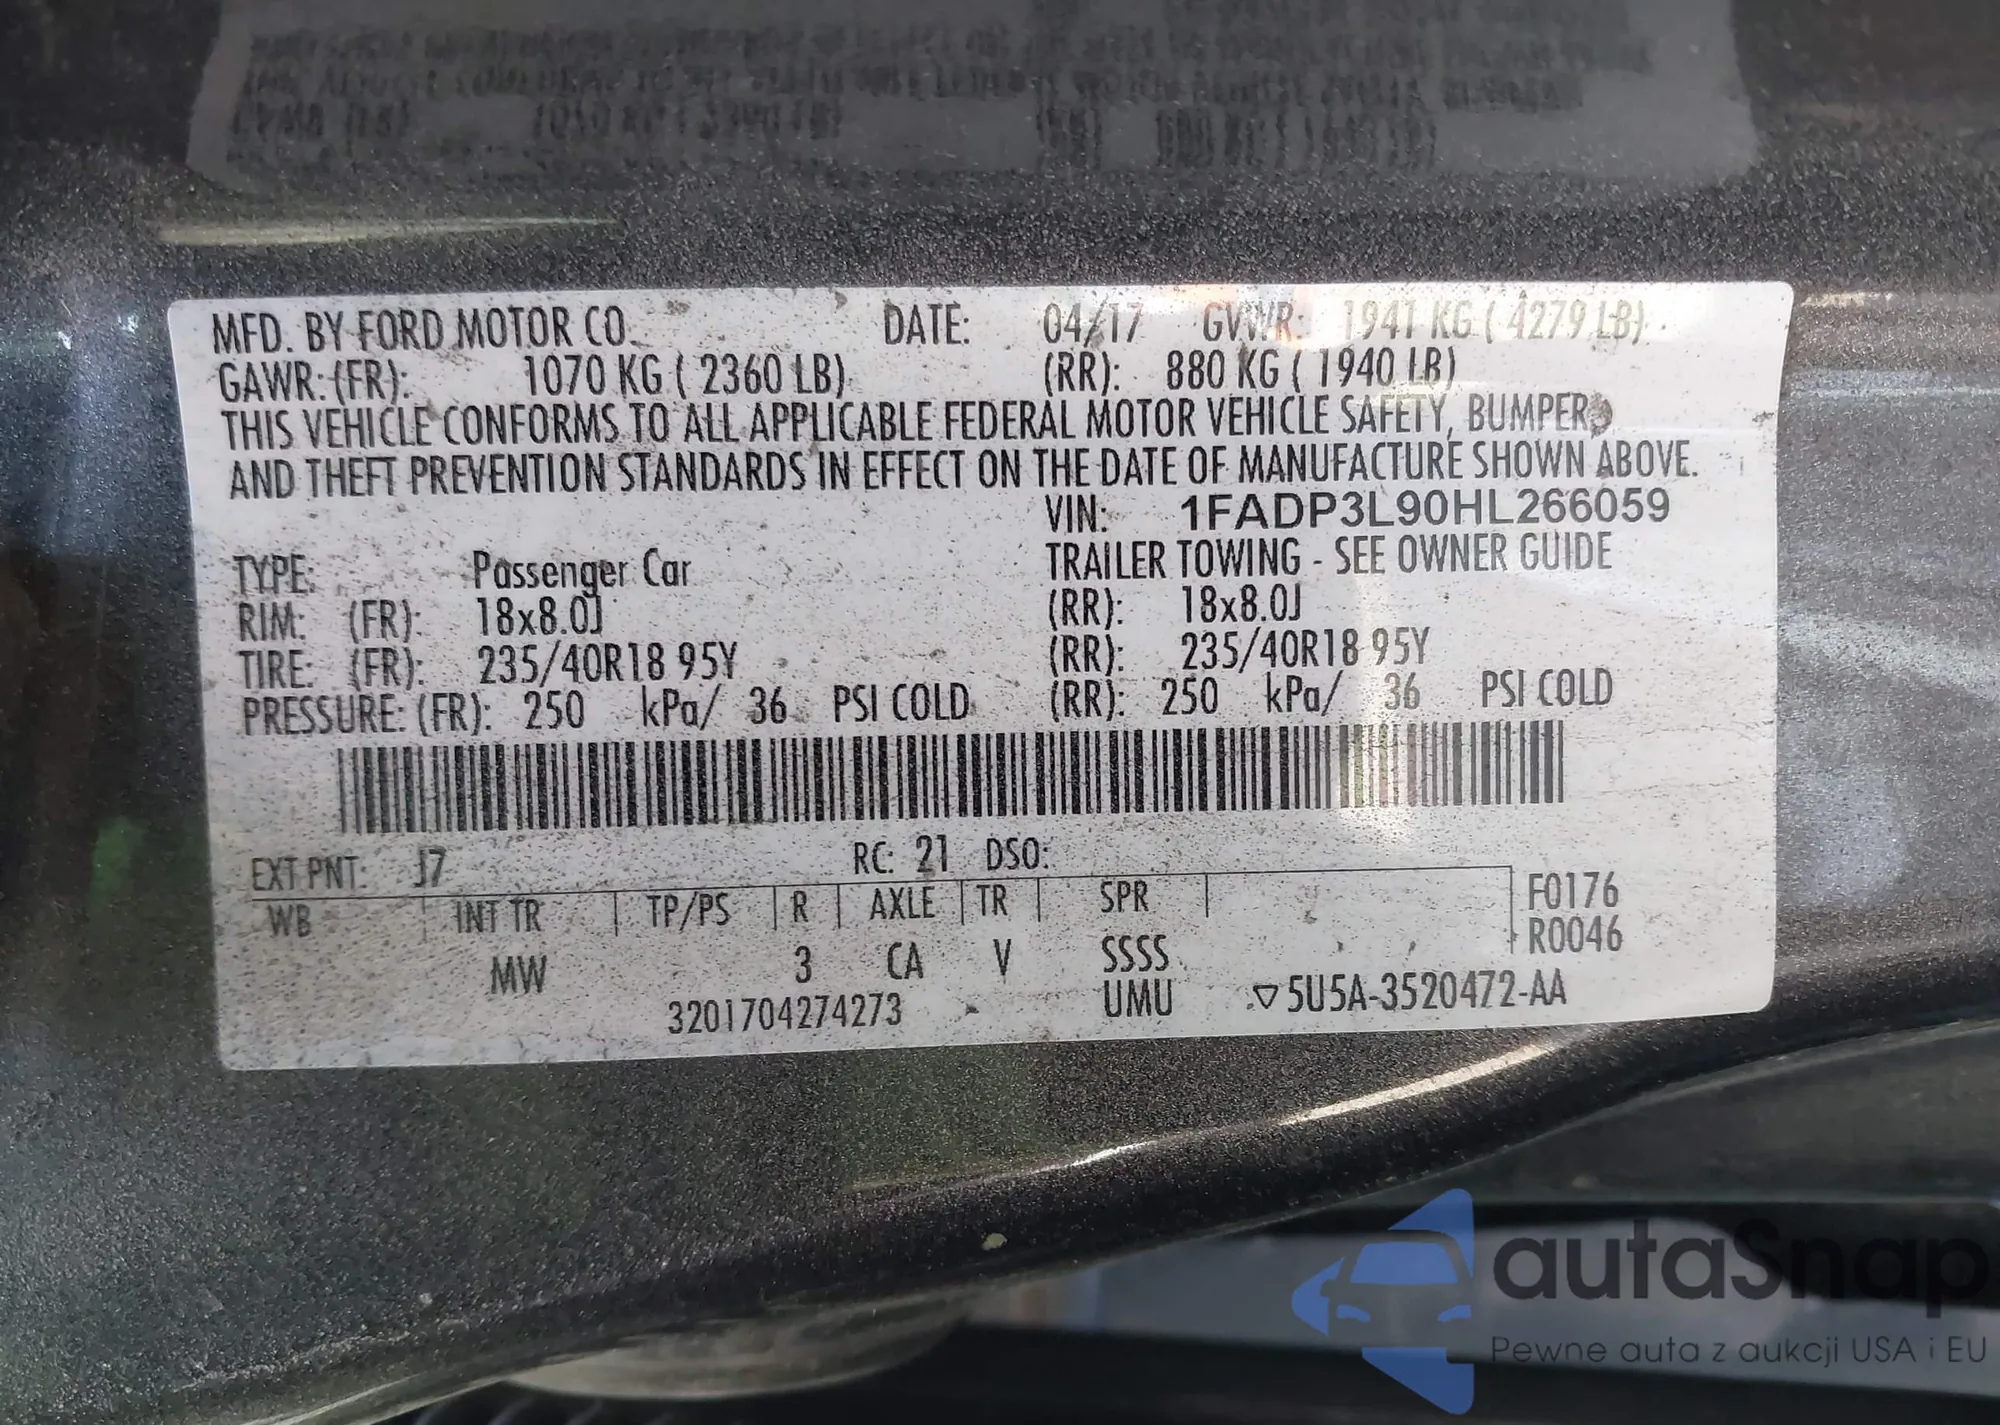 MFD. BY FORD MOTOR CO. DATE: 04/17 GVWR: 1941 KG ( 4279 LB)
GAWR: (FR): 1070 KG ( 2360 LB) (RR): 880 KG ( 1940 LB)
THIS VEHICLE CONFORMS TO ALL APPLICABLE FEDERAL MOTOR VEHICLE SAFETY, BUMPER,
AND THEFT PREVENTION STANDARDS IN EFFECT ON THE DATE OF MANUFACTURE SHOWN ABOVE.
VIN: 1FADP3L90HL266059
TYPE: Passenger Car TRAILER TOWING - SEE OWNER GUIDE
RIM: (FR): 18x8.0J (RR): 18x8.0J
TIRE: (FR): 235/40R18 95Y (RR): 235/40R18 95Y
PRESSURE: (FR): 250 kPa/ 36 PSI COLD (RR): 250 kPa/ 36 PSI COLD
EXT PNT: J7 RC: 21 DSO:
WB INT TR TP/PS R AXLE TR SPR F0176
R0046
MW 3 CA V SSSS
3201704274273 UMU ▽5U5A-3520472-AA
autaSnap
Pewne auta z aukcji USA i EU